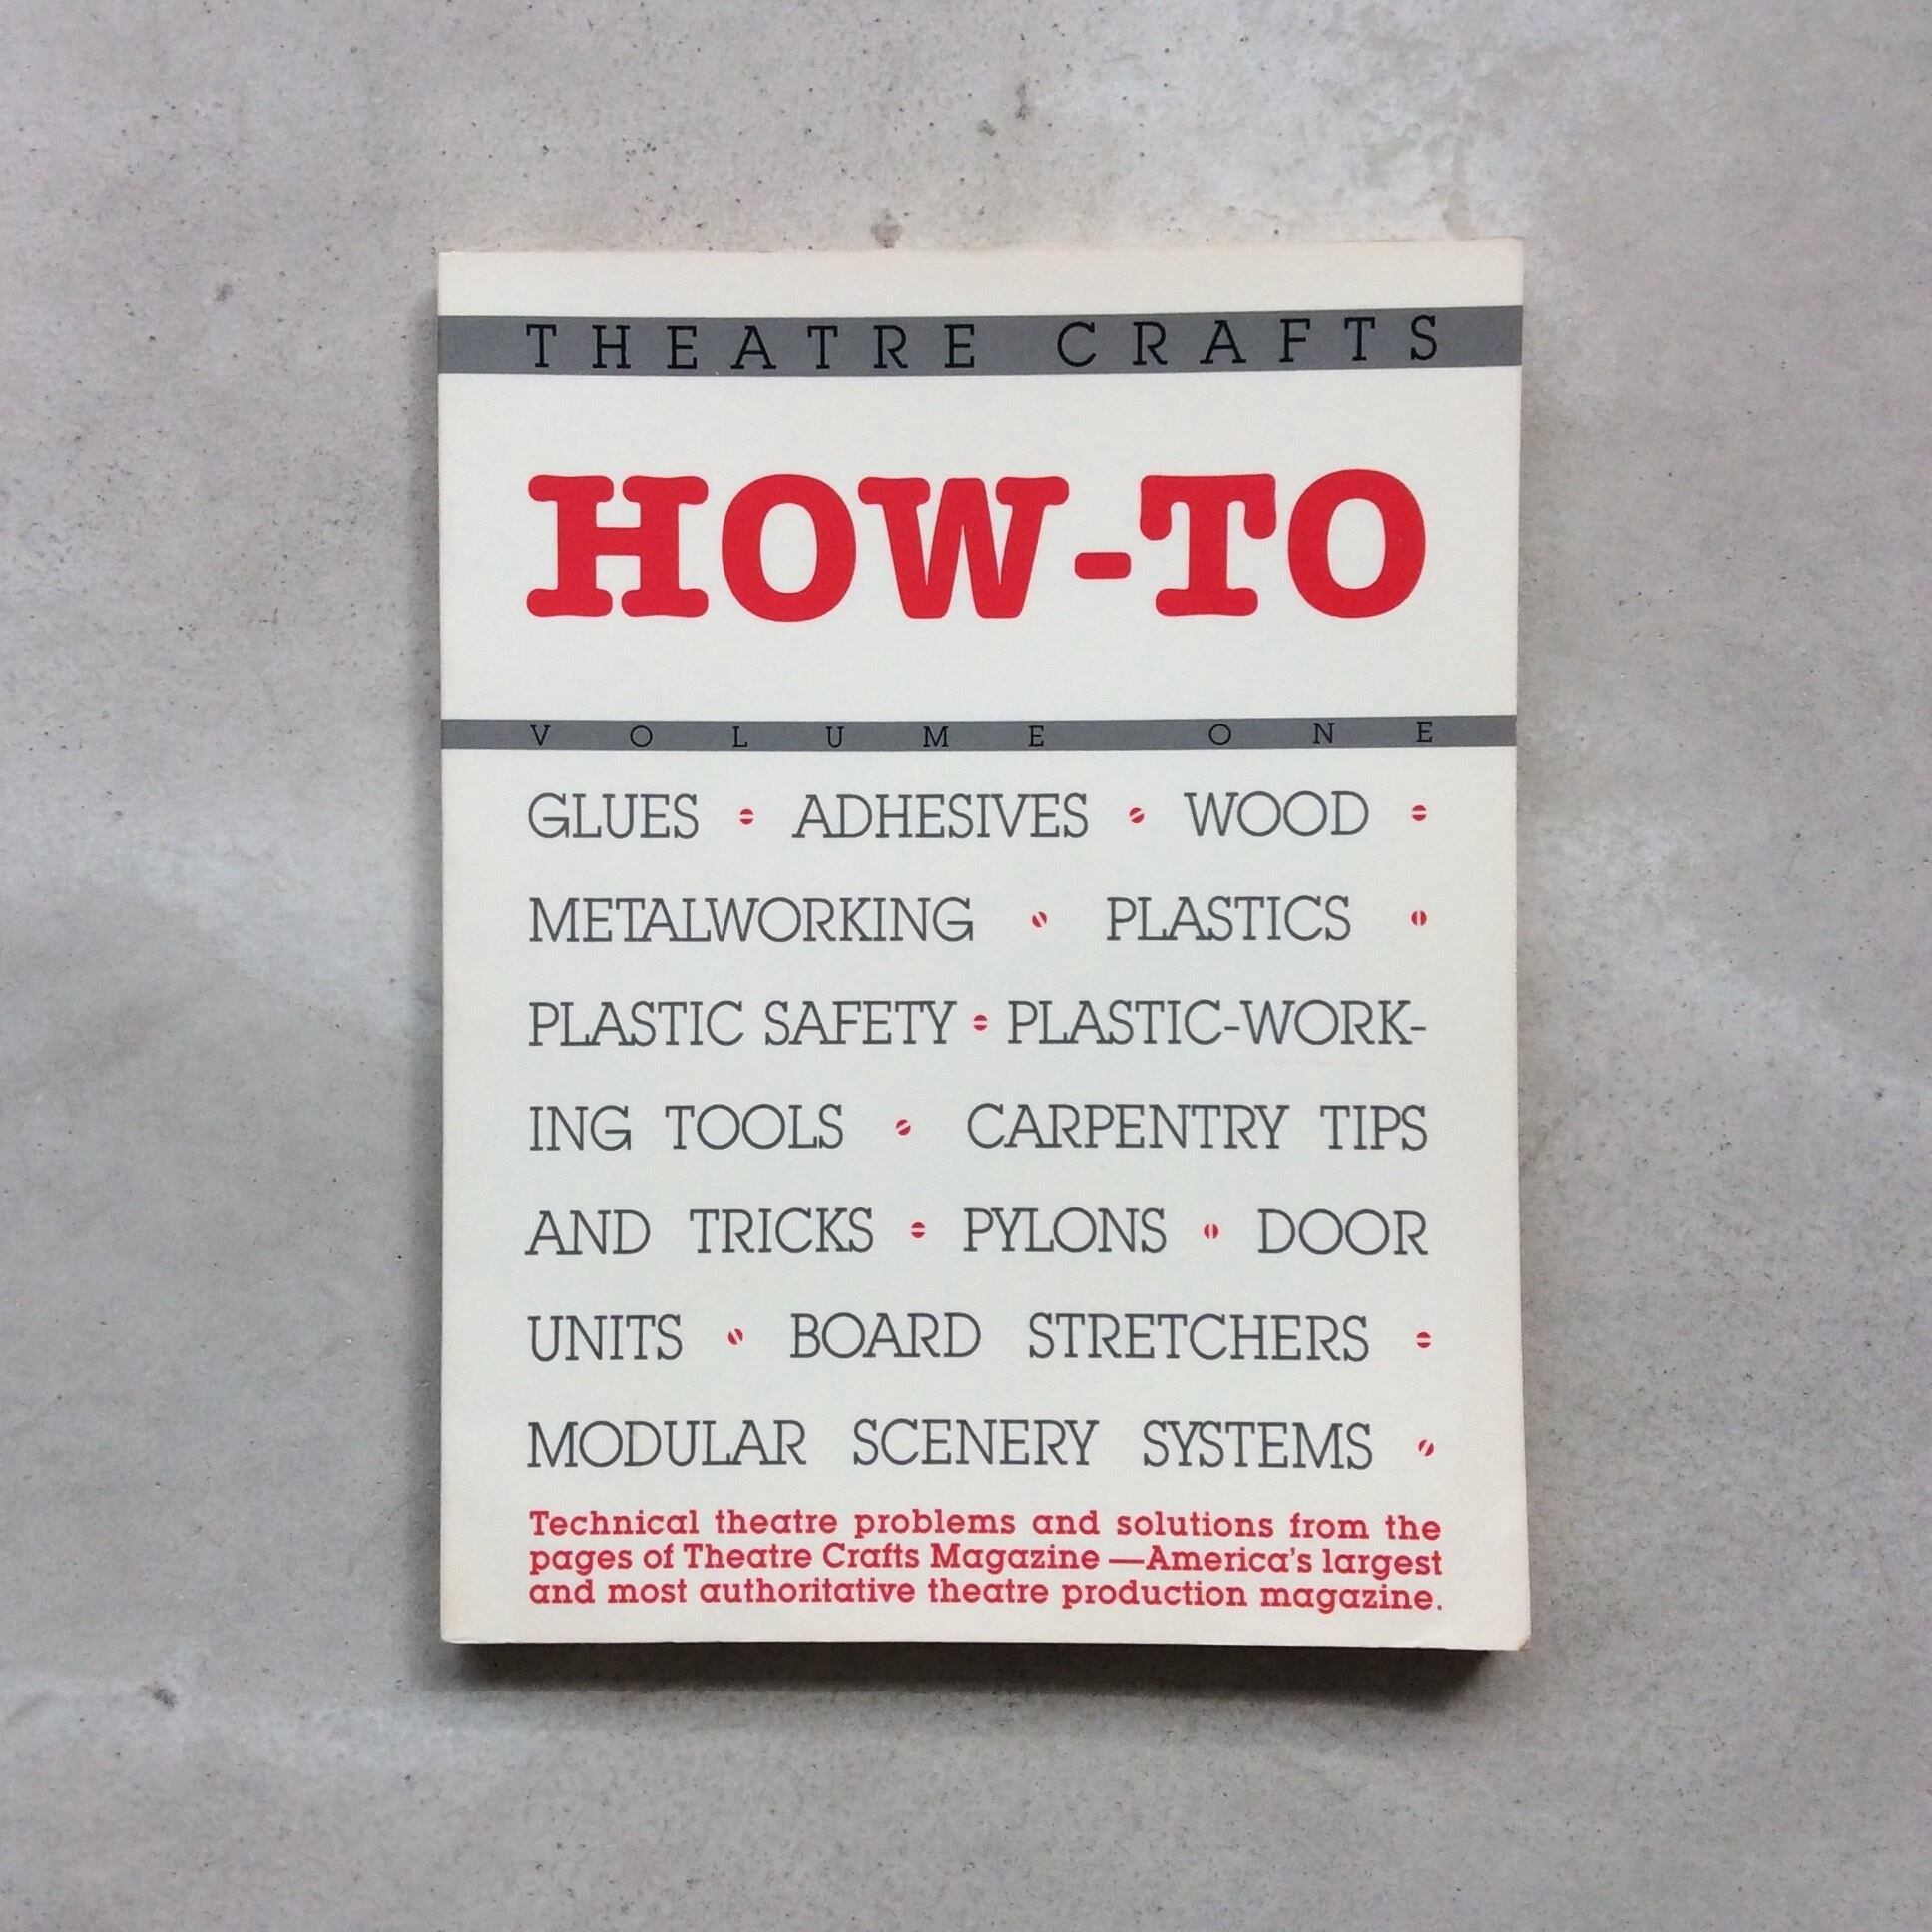 THEATRE CRAFTS
HOW-TO
VOLUME ONE
GLUES • ADHESIVES • WOOD •
METALWORKING • PLASTICS •
PLASTIC SAFETY • PLASTIC-WORK-
ING TOOLS • CARPENTRY TIPS
AND TRICKS • PYLONS • DOOR
UNITS • BOARD STRETCHERS •
MODULAR SCENERY SYSTEMS •
Technical theatre problems and solutions from the
pages of Theatre Crafts Magazine —America's largest
and most authoritative theatre production magazine.